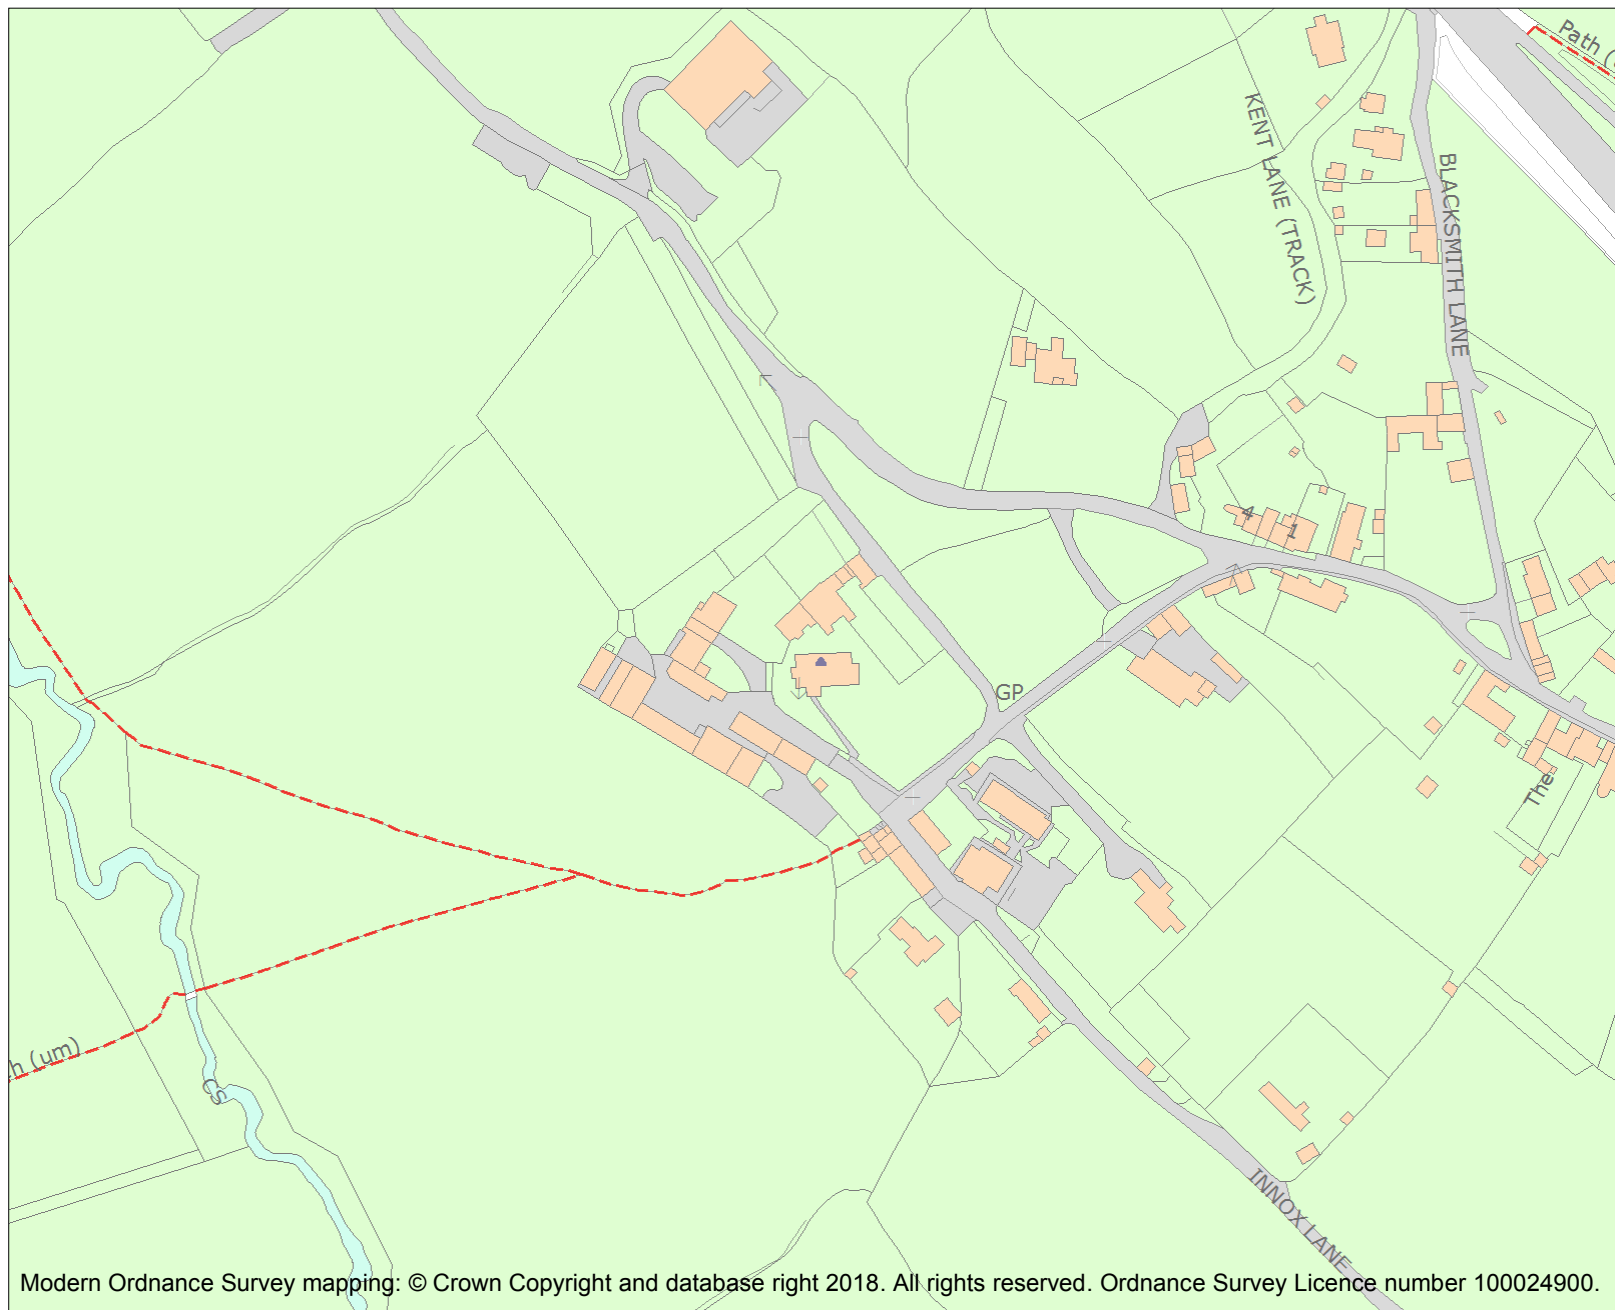 Path (
KENT LANE (TRACK)
BLACKSMITH LANE
4
1
GP
The
h (um)
CS
INNOX LANE
Modern Ordnance Survey mapping: © Crown Copyright and database right 2018. All rights reserved. Ordnance Survey Licence number 100024900.